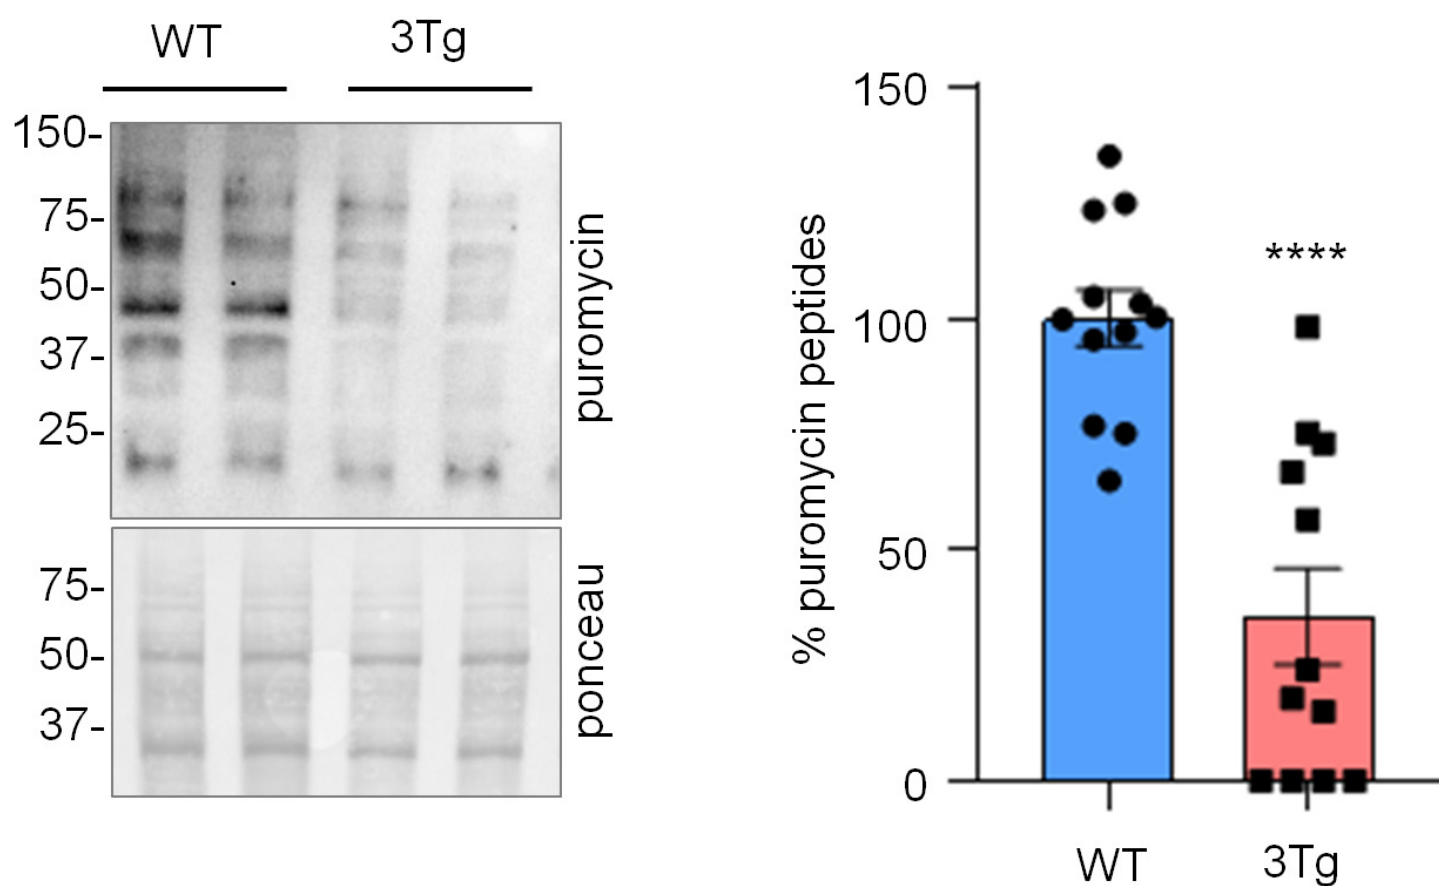 WT
3Tg
150-
75-
50-
37-
25-
puromycin
75-
50-
37-
ponceau
150
100
50
0
% puromycin peptides
****
WT
3Tg